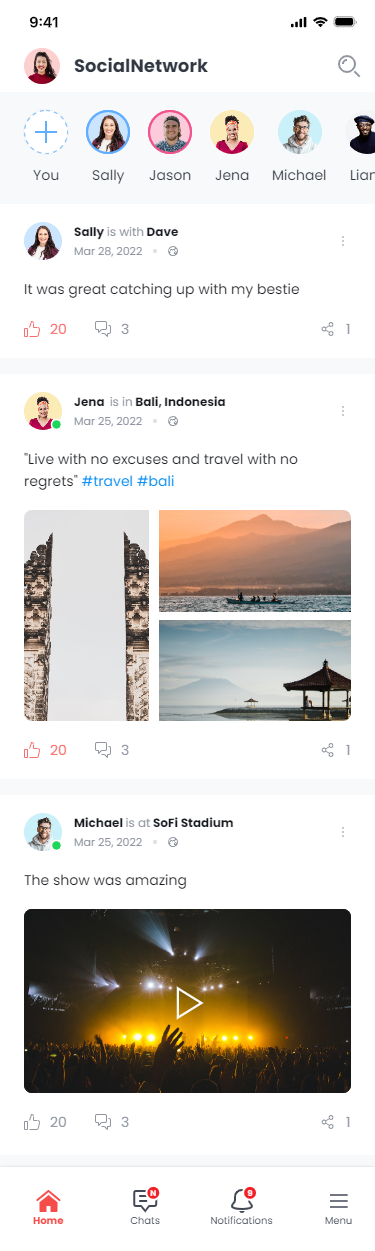 9:41
SocialNetwork
You Sally Jason Jena Michael Lian
Sally is with Dave
Mar 28, 2022
It was great catching up with my bestie
20 3 1
Jena is in Bali, Indonesia
Mar 25, 2022
"Live with no excuses and travel with no
regrets" #travel #bali
20 3 1
Michael is at SoFi Stadium
Mar 25, 2022
The show was amazing
20 3 1
N 9
Home Chats Notifications Menu